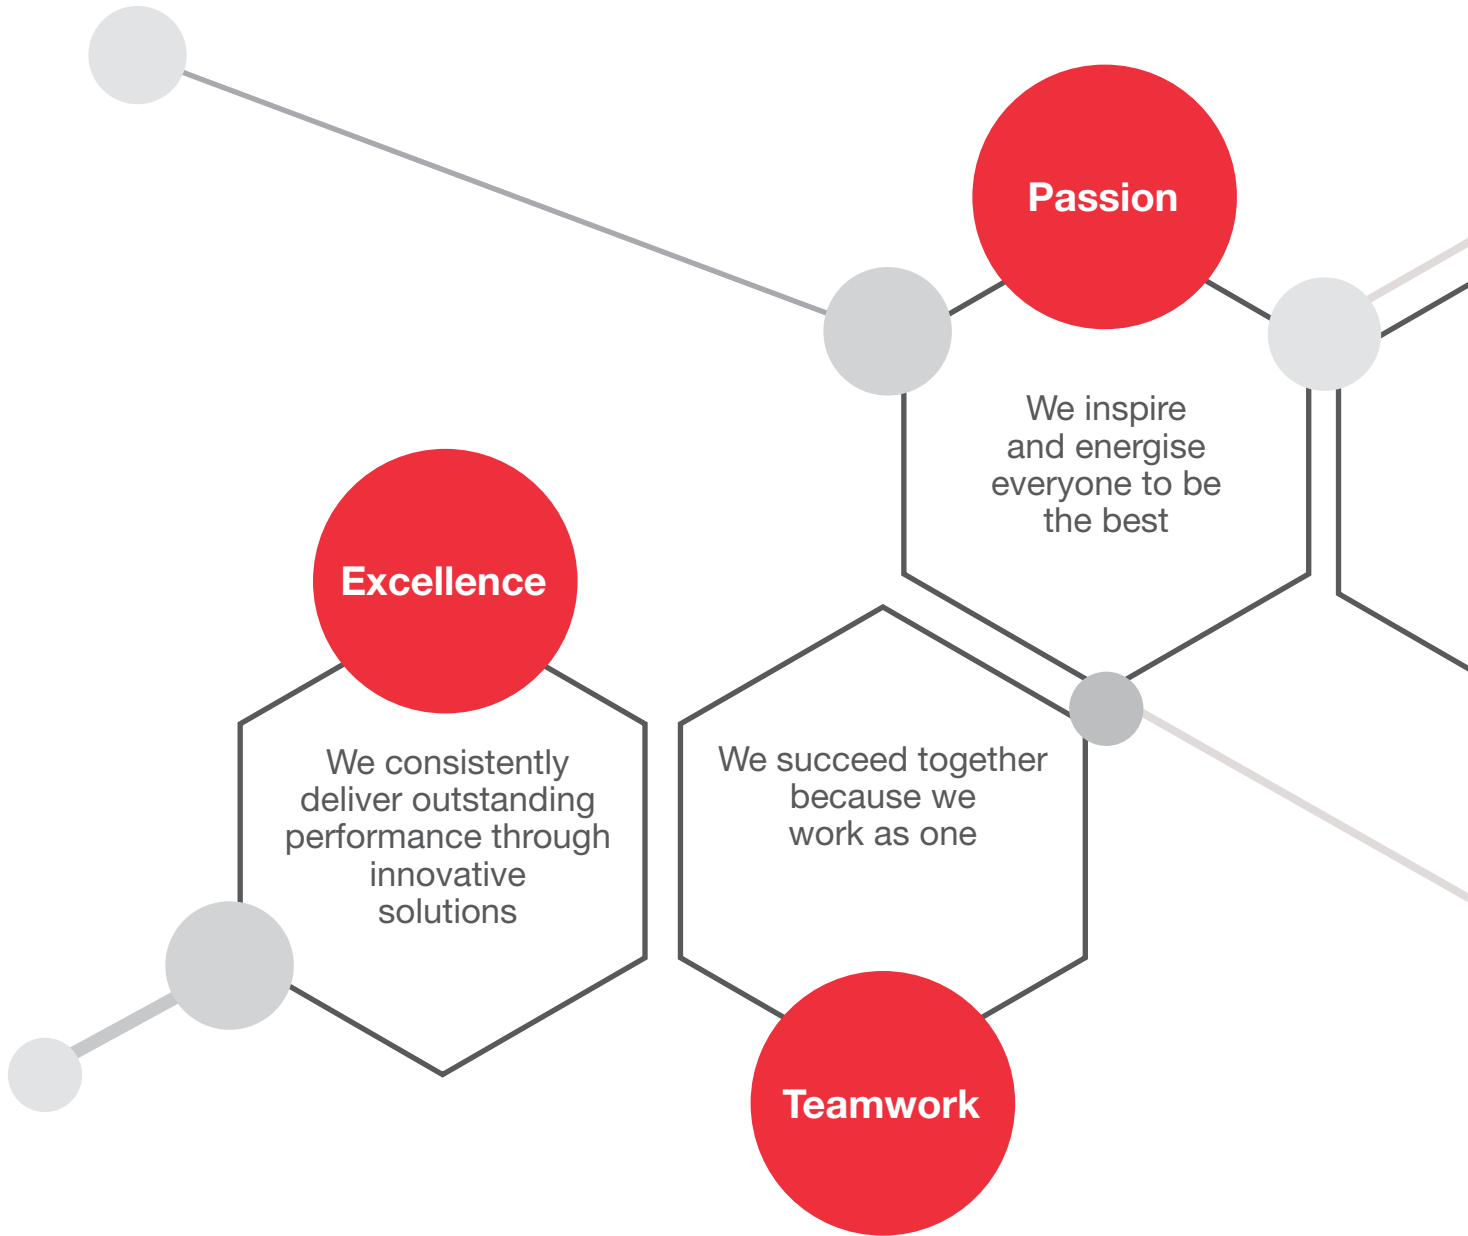 Passion
We inspire
and energise
everyone to be
the best
Excellence
We consistently
deliver outstanding
performance through
innovative
solutions
We succeed together
because we
work as one
Teamwork